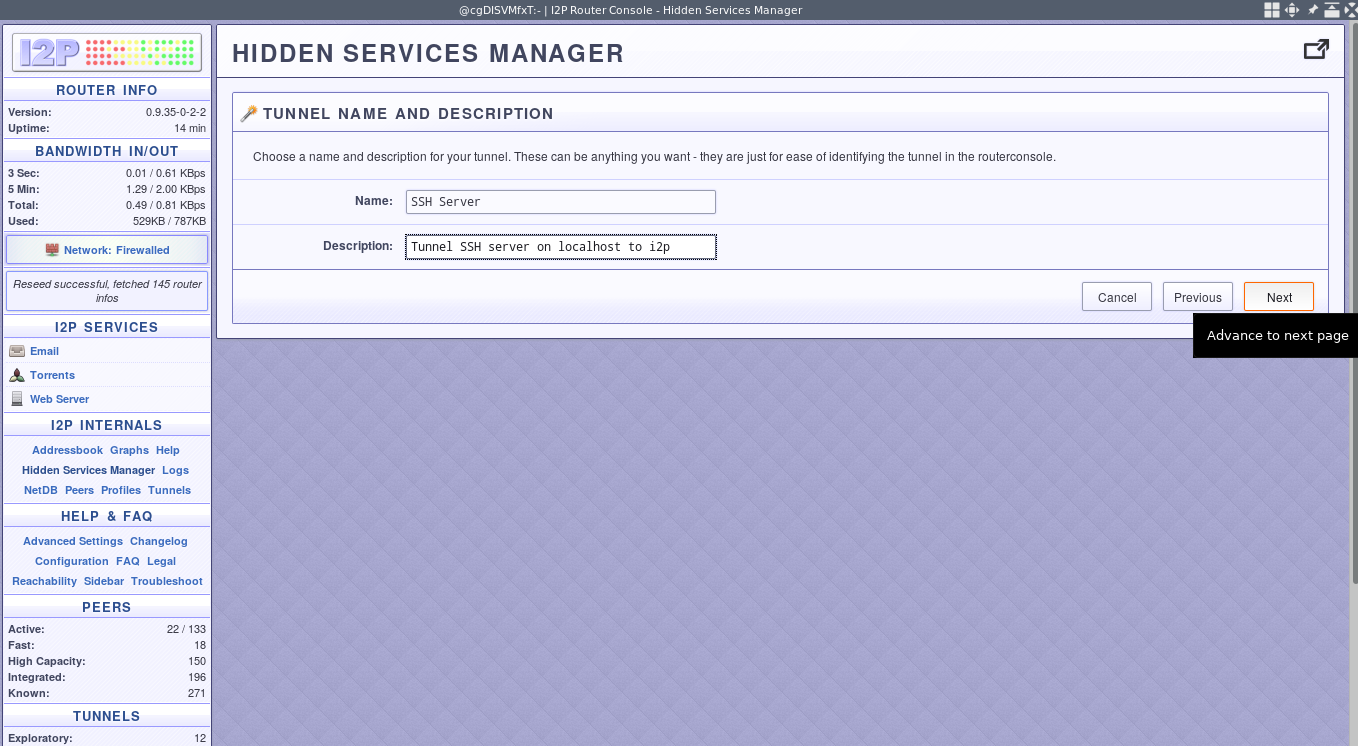 @cgDISVMfxT:- | I2P Router Console - Hidden Services Manager
I2P
ROUTER INFO
Version: 0.9.35-0-2-2
Uptime: 14 min
BANDWIDTH IN/OUT
3 Sec: 0.01 / 0.61 KBps
5 Min: 1.29 / 2.00 KBps
Total: 0.49 / 0.81 KBps
Used: 529KB / 787KB
Network: Firewalled
Reseed successful, fetched 145 router
infos
I2P SERVICES
Email
Torrents
Web Server
I2P INTERNALS
Addressbook Graphs Help
Hidden Services Manager Logs
NetDB Peers Profiles Tunnels
HELP & FAQ
Advanced Settings Changelog
Configuration FAQ Legal
Reachability Sidebar Troubleshoot
PEERS
Active: 22 / 133
Fast: 18
High Capacity: 150
Integrated: 196
Known: 271
TUNNELS
Exploratory: 12
HIDDEN SERVICES MANAGER
TUNNEL NAME AND DESCRIPTION
Choose a name and description for your tunnel. These can be anything you want - they are just for ease of identifying the tunnel in the routerconsole.
Name: SSH Server
Description: Tunnel SSH server on localhost to i2p
Cancel Previous Next
Advance to next page